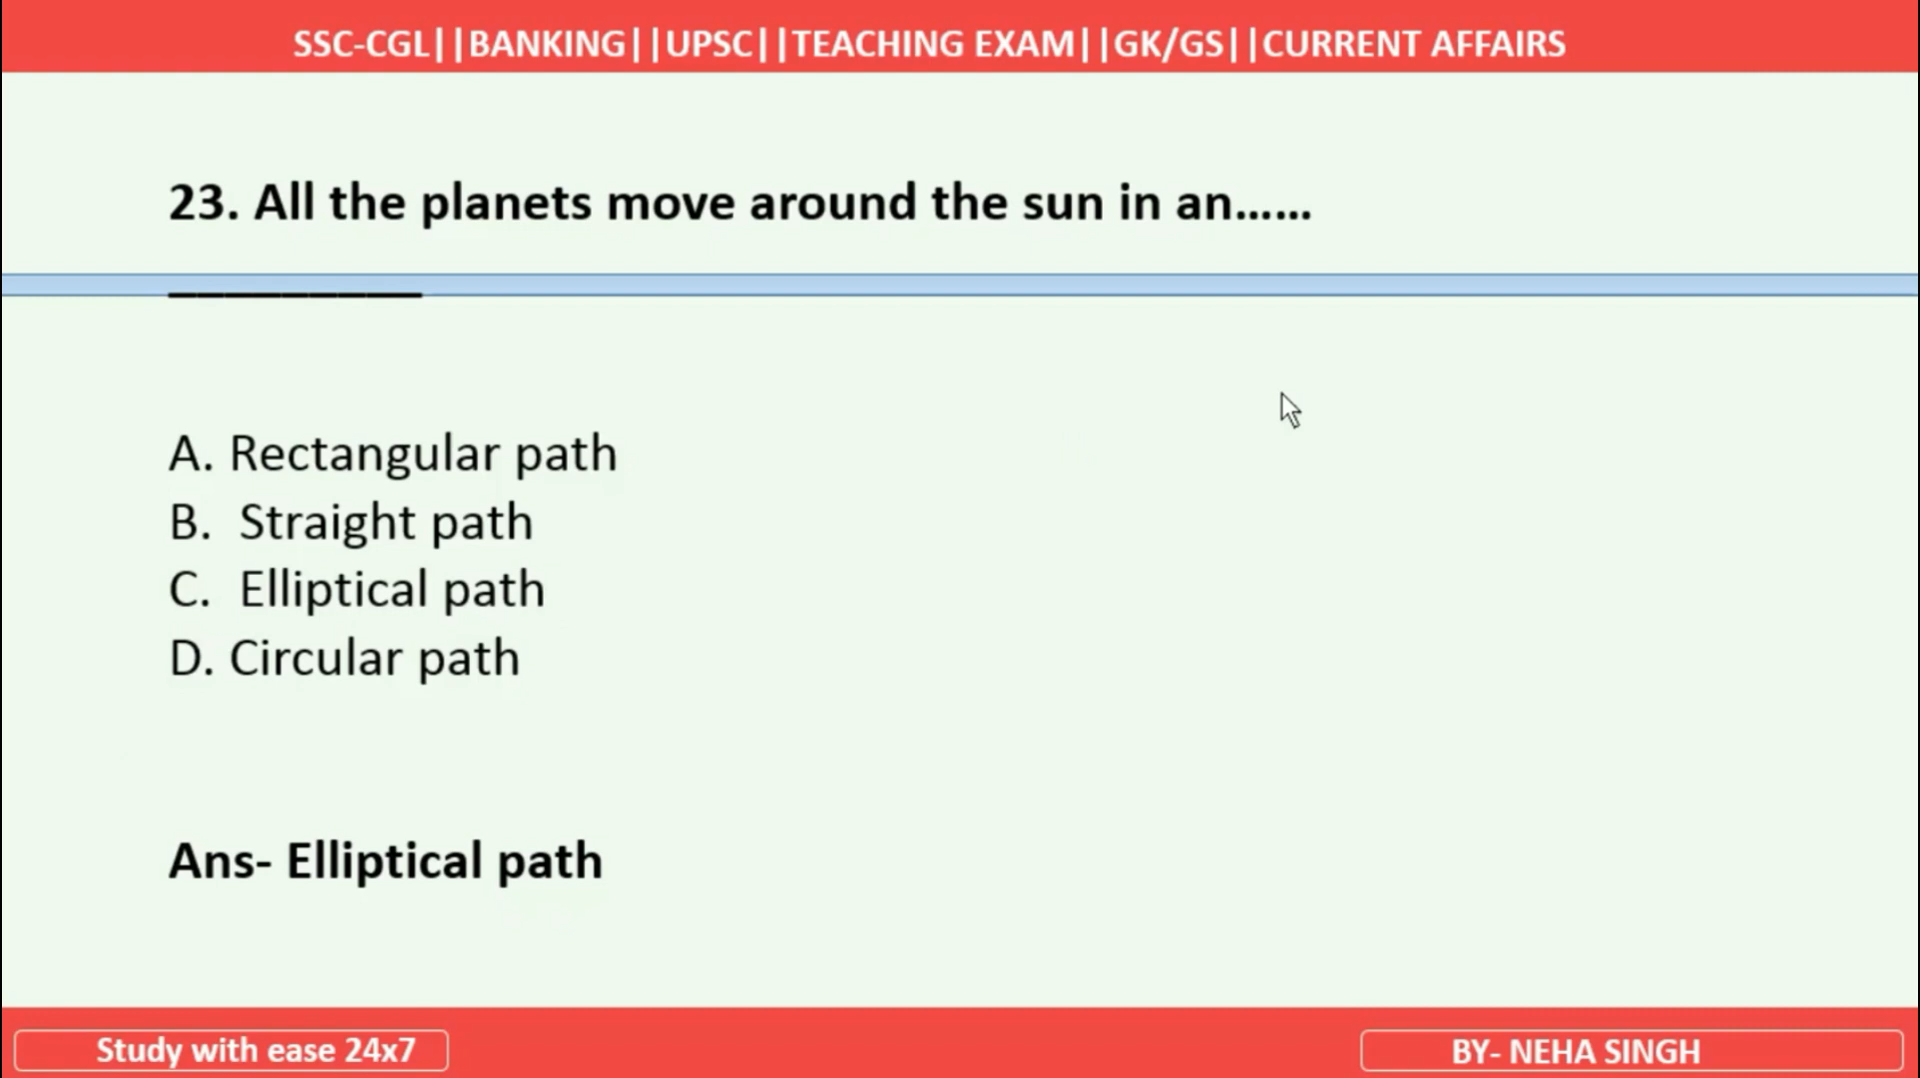 SSC-CGL||BANKING||UPSC||TEACHING EXAM||GK/GS||CURRENT AFFAIRS
23. All the planets move around the sun in an......
_________
A. Rectangular path
B. Straight path
C. Elliptical path
D. Circular path
Ans- Elliptical path
Study with ease 24x7
BY- NEHA SINGH